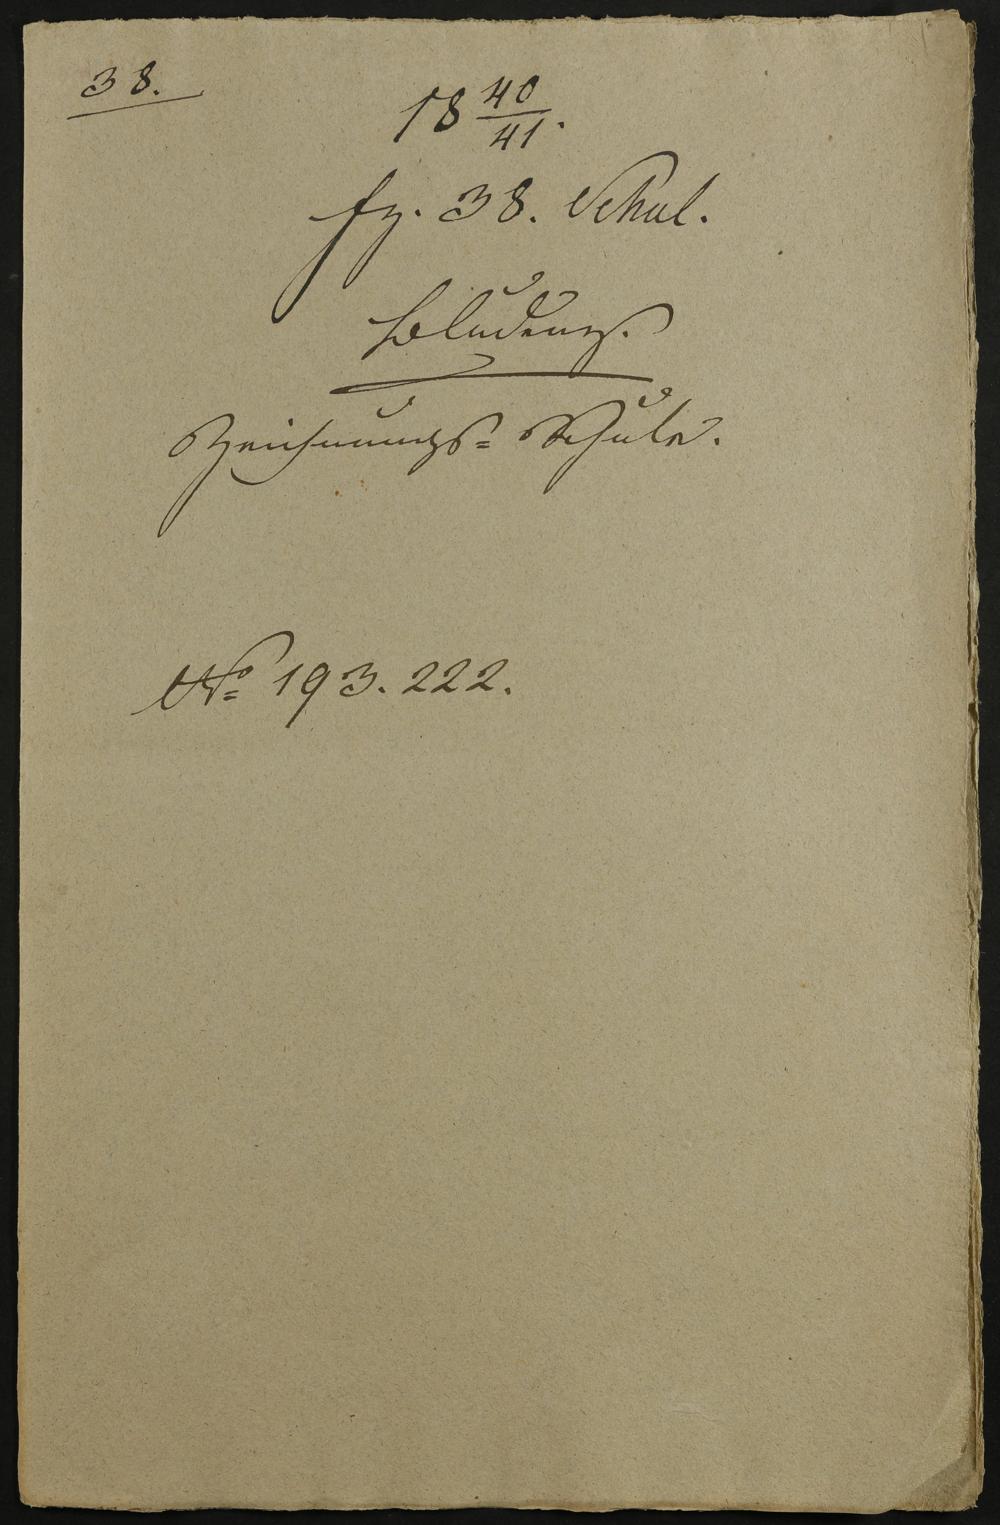 38.
18 40/41.
fz. 38. Schul.
Bludenz.
Zeichnungs= Schule.
No 193. 222.